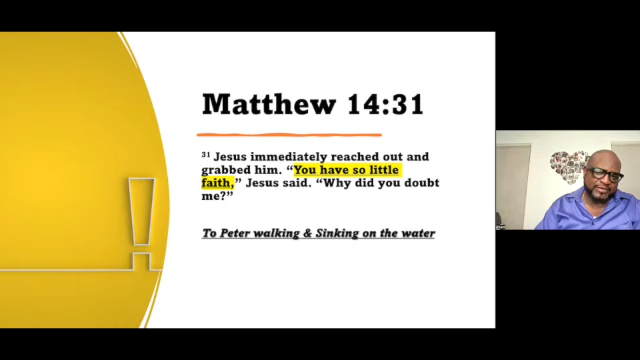 Matthew 14:31
31 Jesus immediately reached out and
grabbed him. “You have so little
faith,” Jesus said. “Why did you doubt
me?”
To Peter walking & Sinking on the water
!